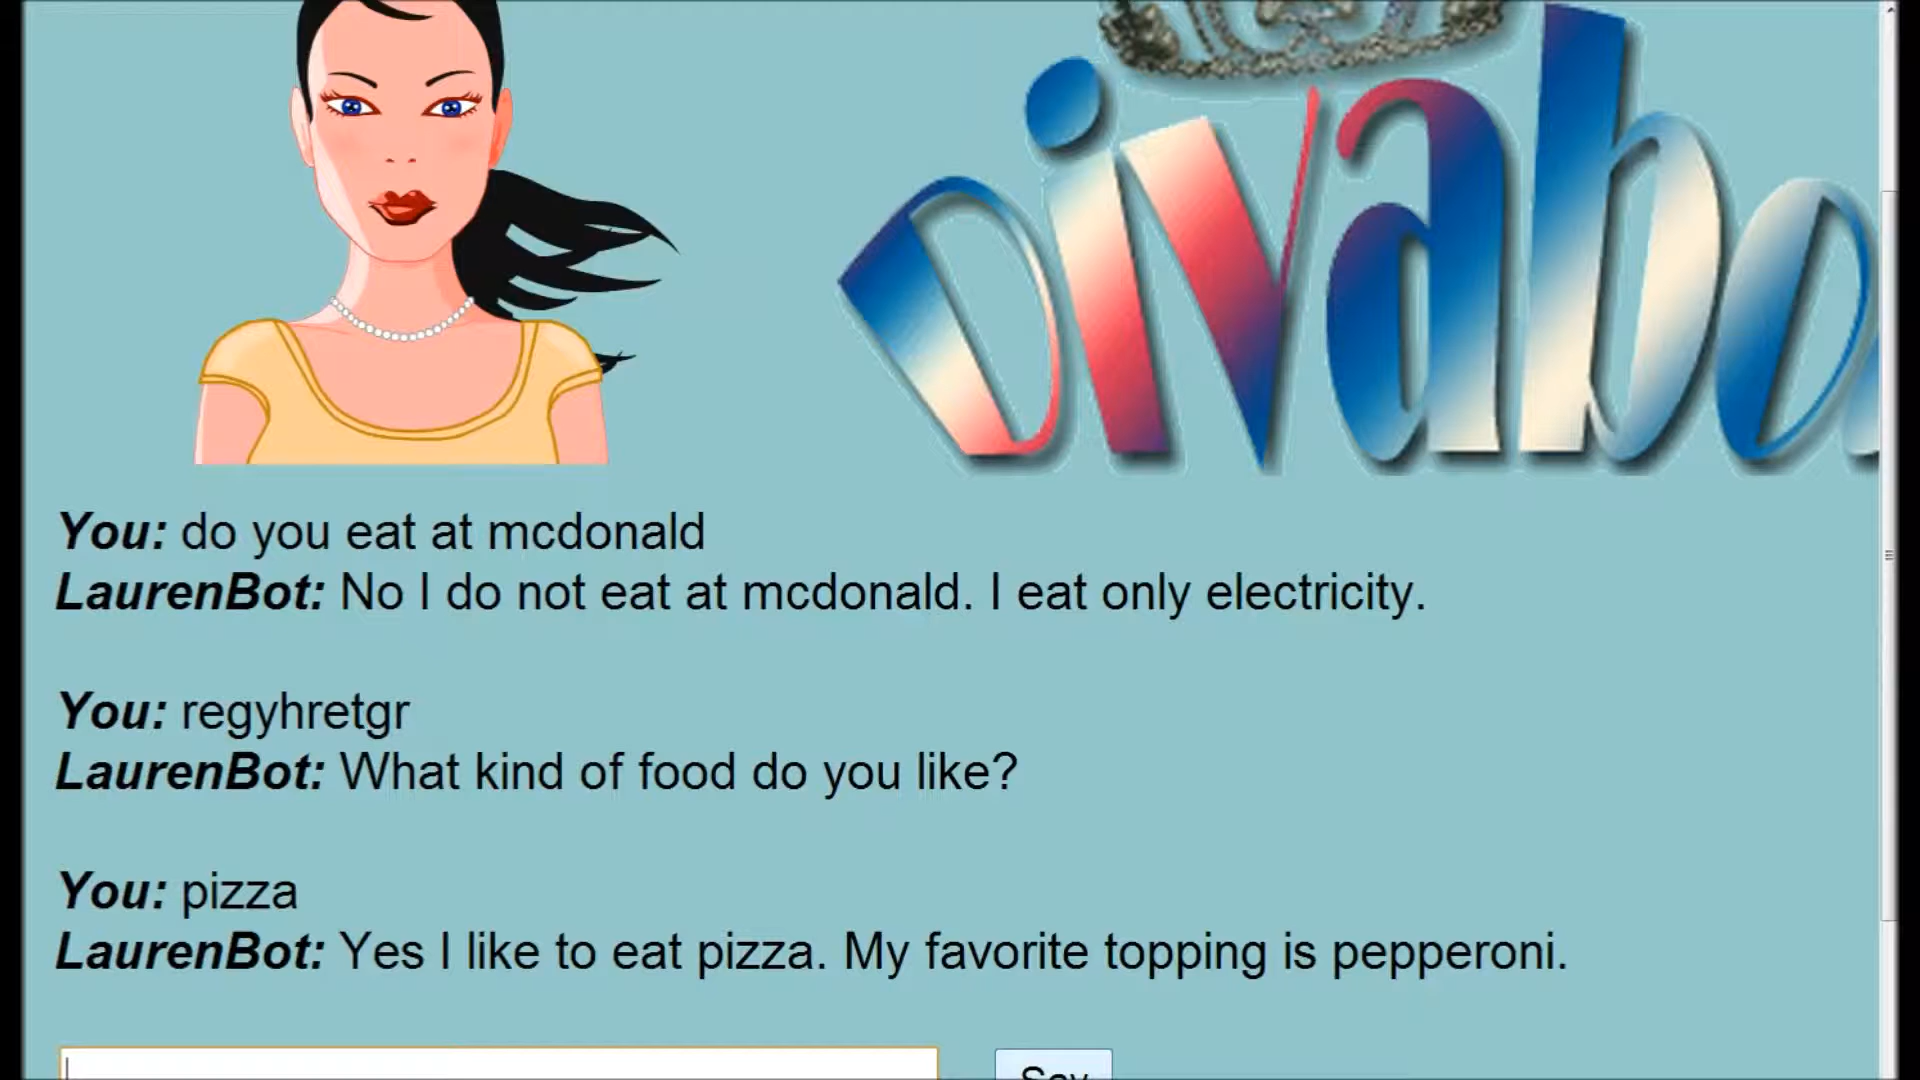 You: do you eat at mcdonald
LaurenBot: No I do not eat at mcdonald. I eat only electricity.
You: regyhretgr
LaurenBot: What kind of food do you like?
You: pizza
LaurenBot: Yes I like to eat pizza. My favorite topping is pepperoni.
Say